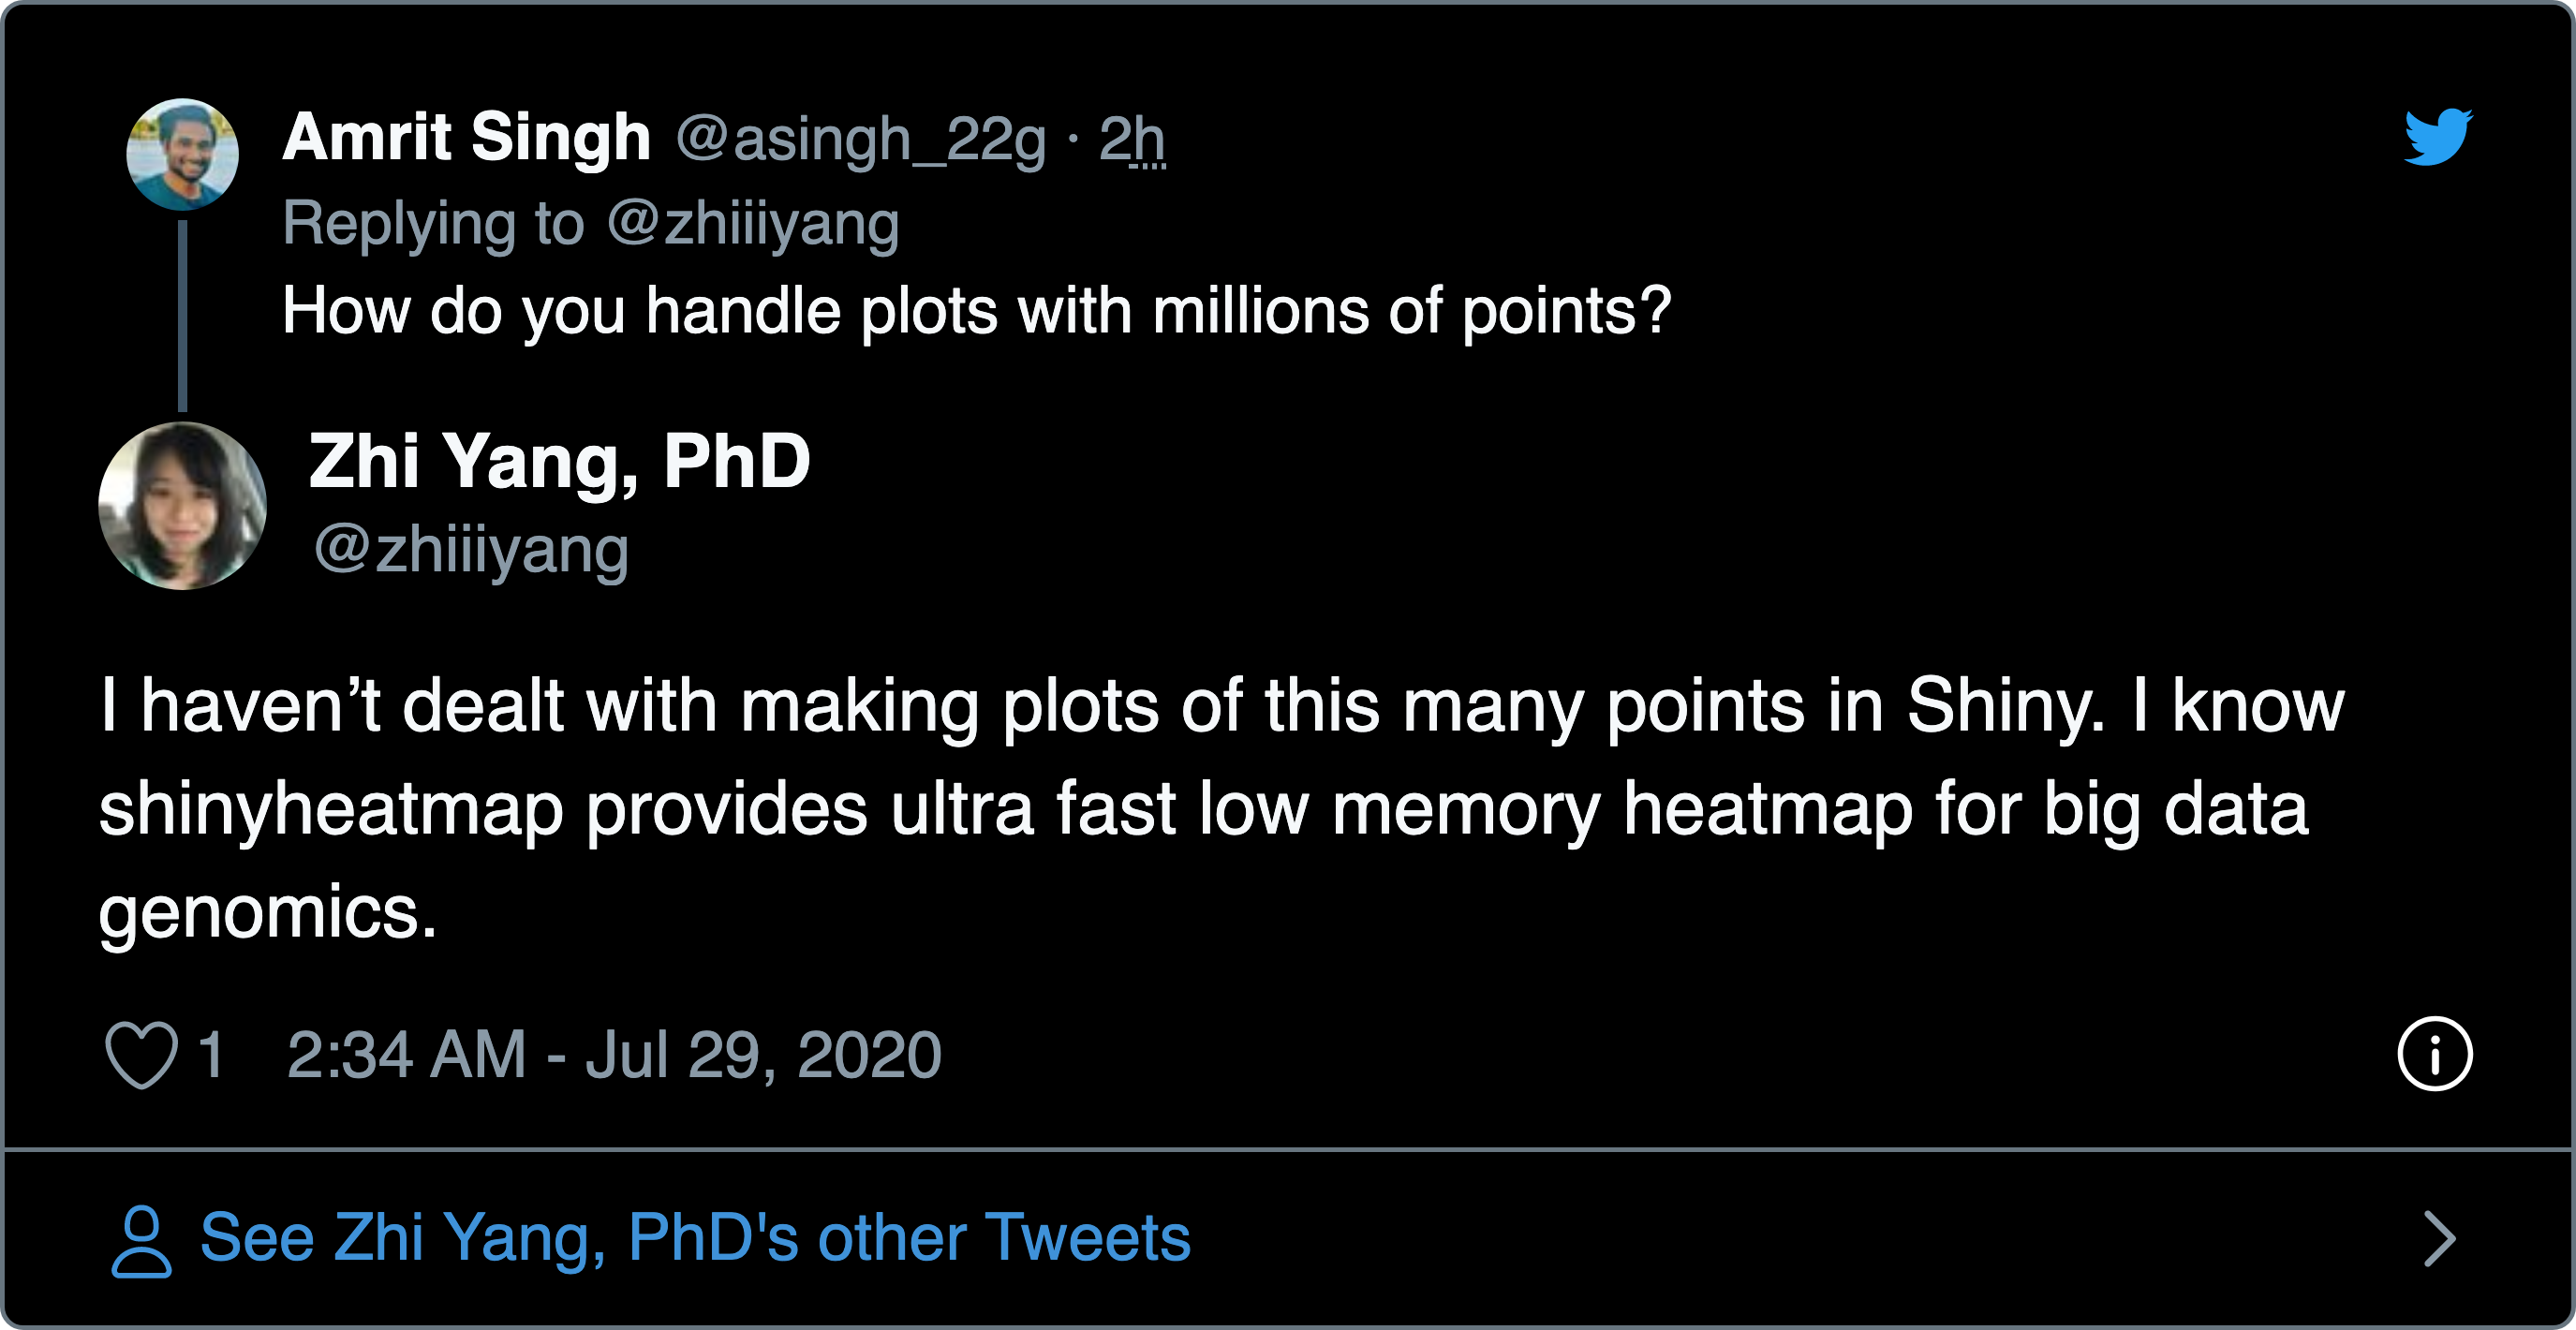 Amrit Singh @asingh_22g · 2h
Replying to @zhiiiyang
How do you handle plots with millions of points?
Zhi Yang, PhD
@zhiiiyang
I haven’t dealt with making plots of this many points in Shiny. I know
shinyheatmap provides ultra fast low memory heatmap for big data
genomics.
1 2:34 AM - Jul 29, 2020
See Zhi Yang, PhD's other Tweets